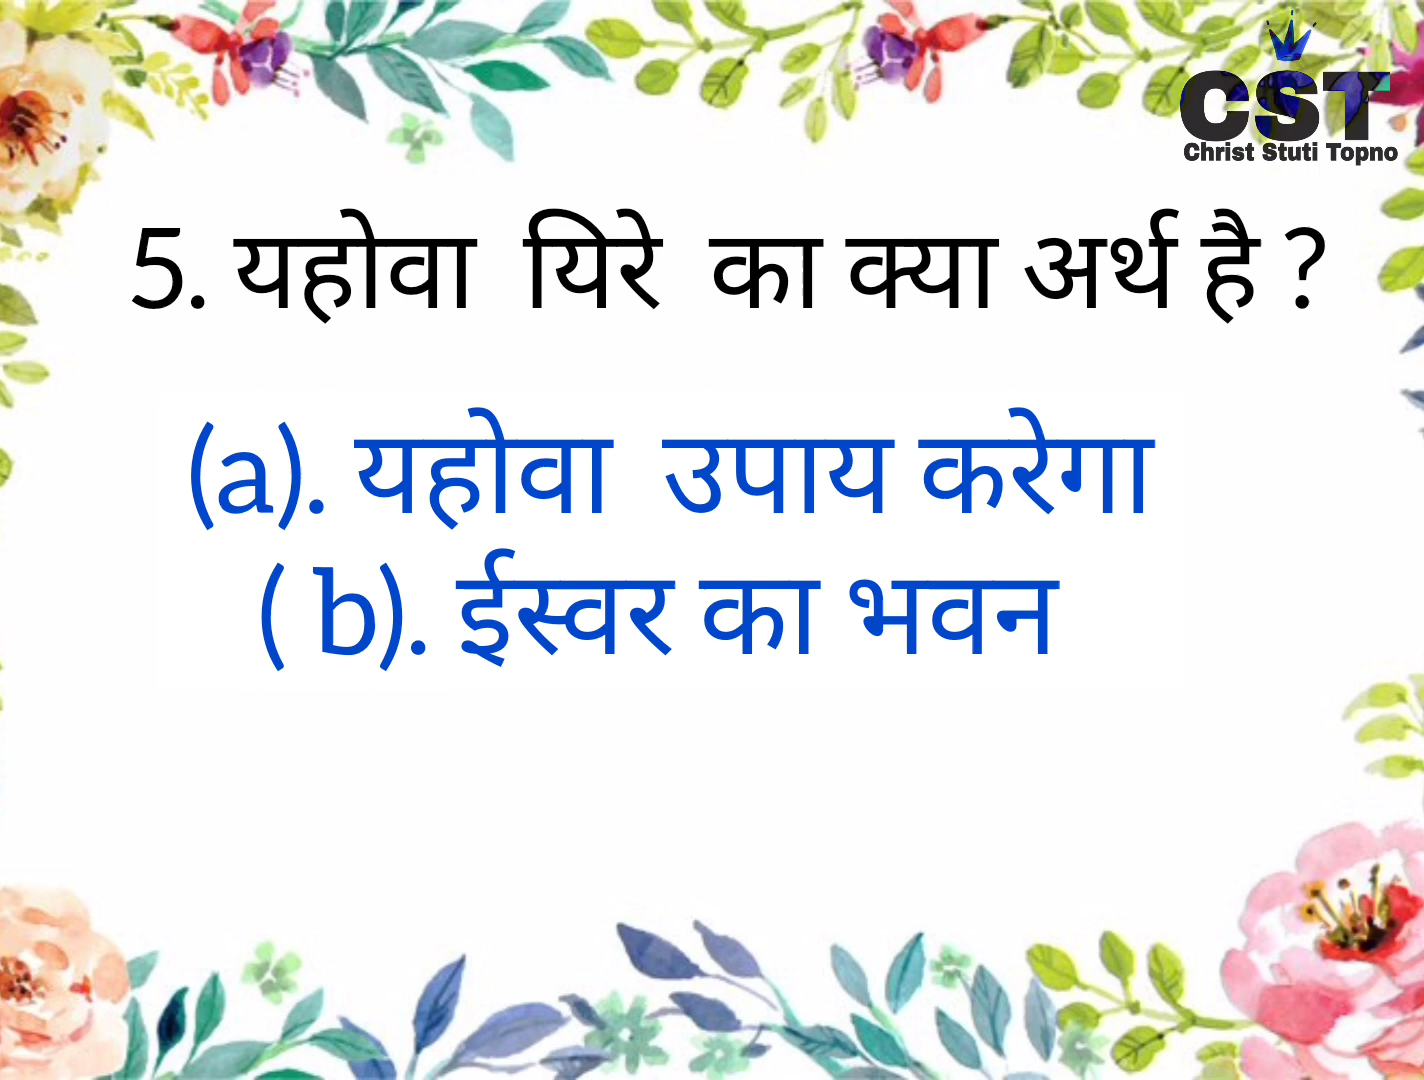 CST
Christ Stuti Topno
5. यहोवा यिरे का क्या अर्थ है ?
(a). यहोवा उपाय करेगा
( b). ईस्वर का भवन